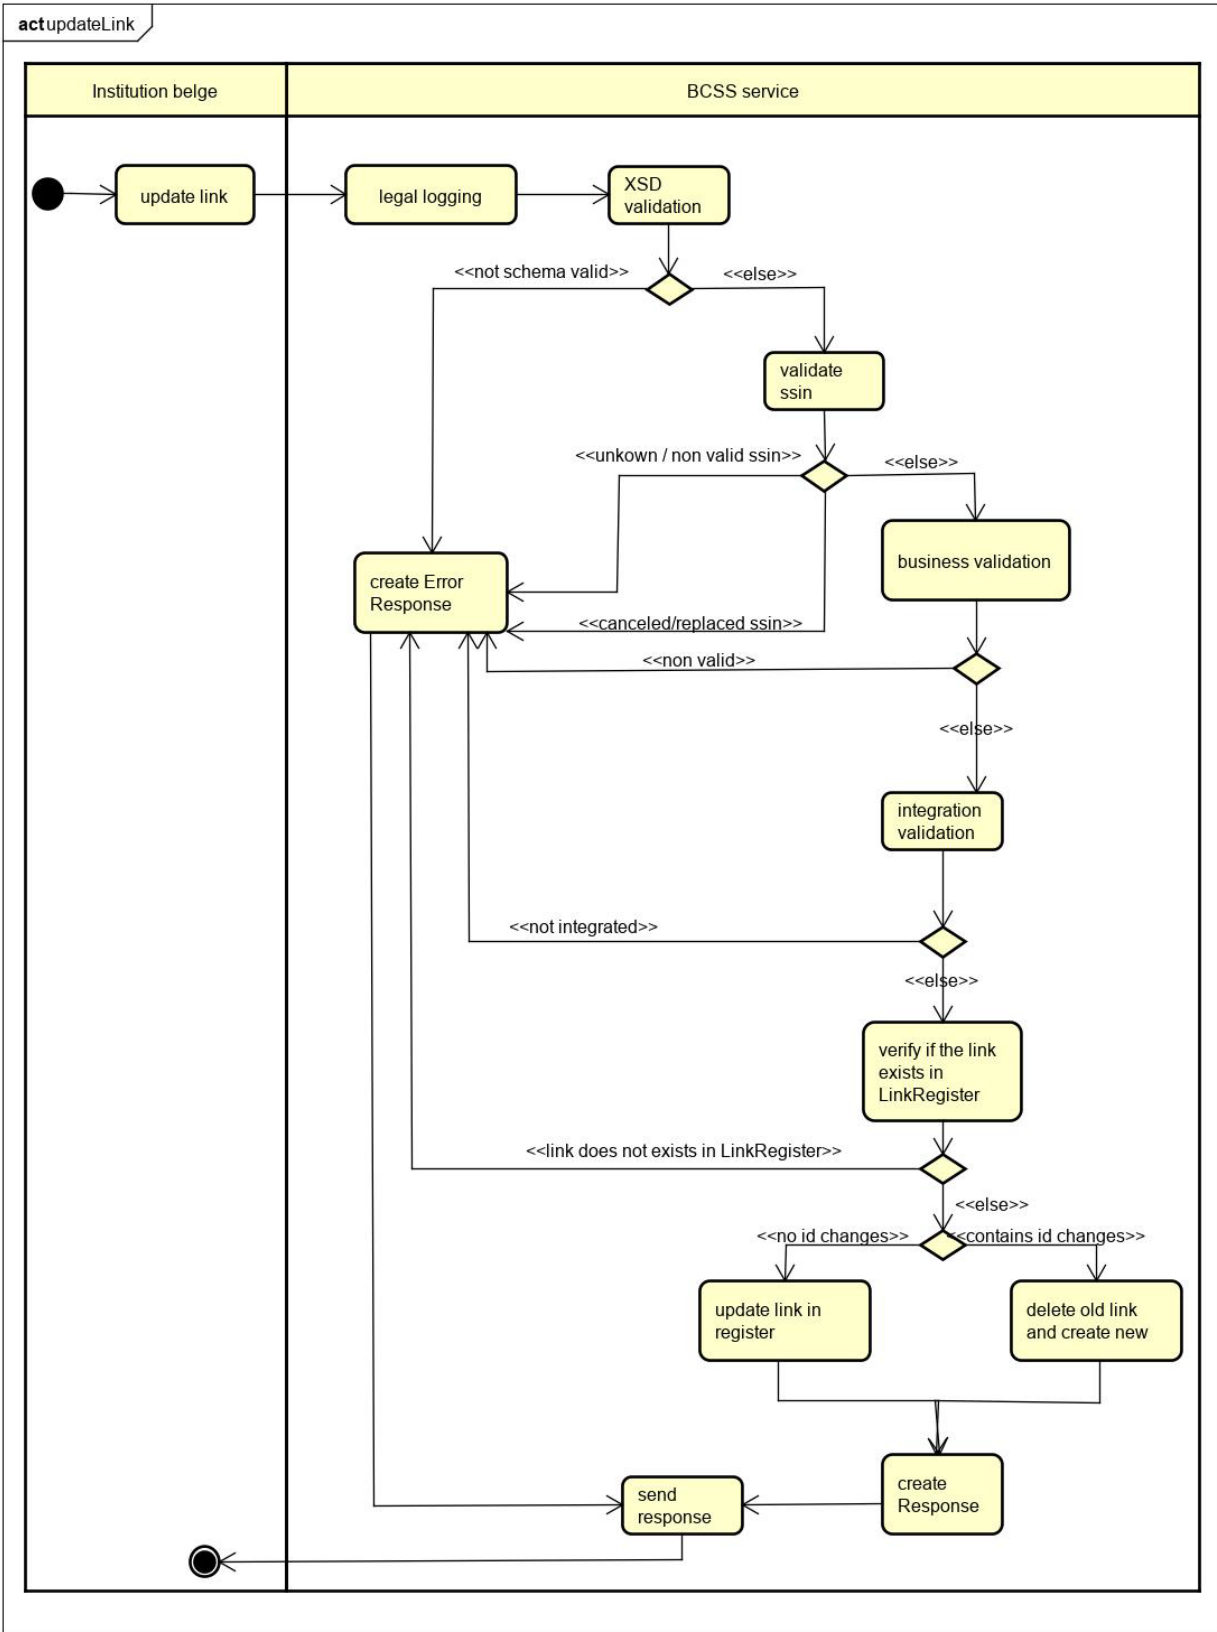 act updateLink
Institution belge
BCSS service
update link
legal logging
XSD
validation
<<not schema valid>>
<<else>>
validate
ssin
<<unkown / non valid ssin>>
<<else>>
business validation
create Error
Response
<<canceled/replaced ssin>>
<<non valid>>
<<else>>
integration
validation
<<not integrated>>
<<else>>
verify if the link
exists in
LinkRegister
<<link does not exists in LinkRegister>>
<<else>>
<<no id changes>>
<<contains id changes>>
update link in
register
delete old link
and create new
create
Response
send
response